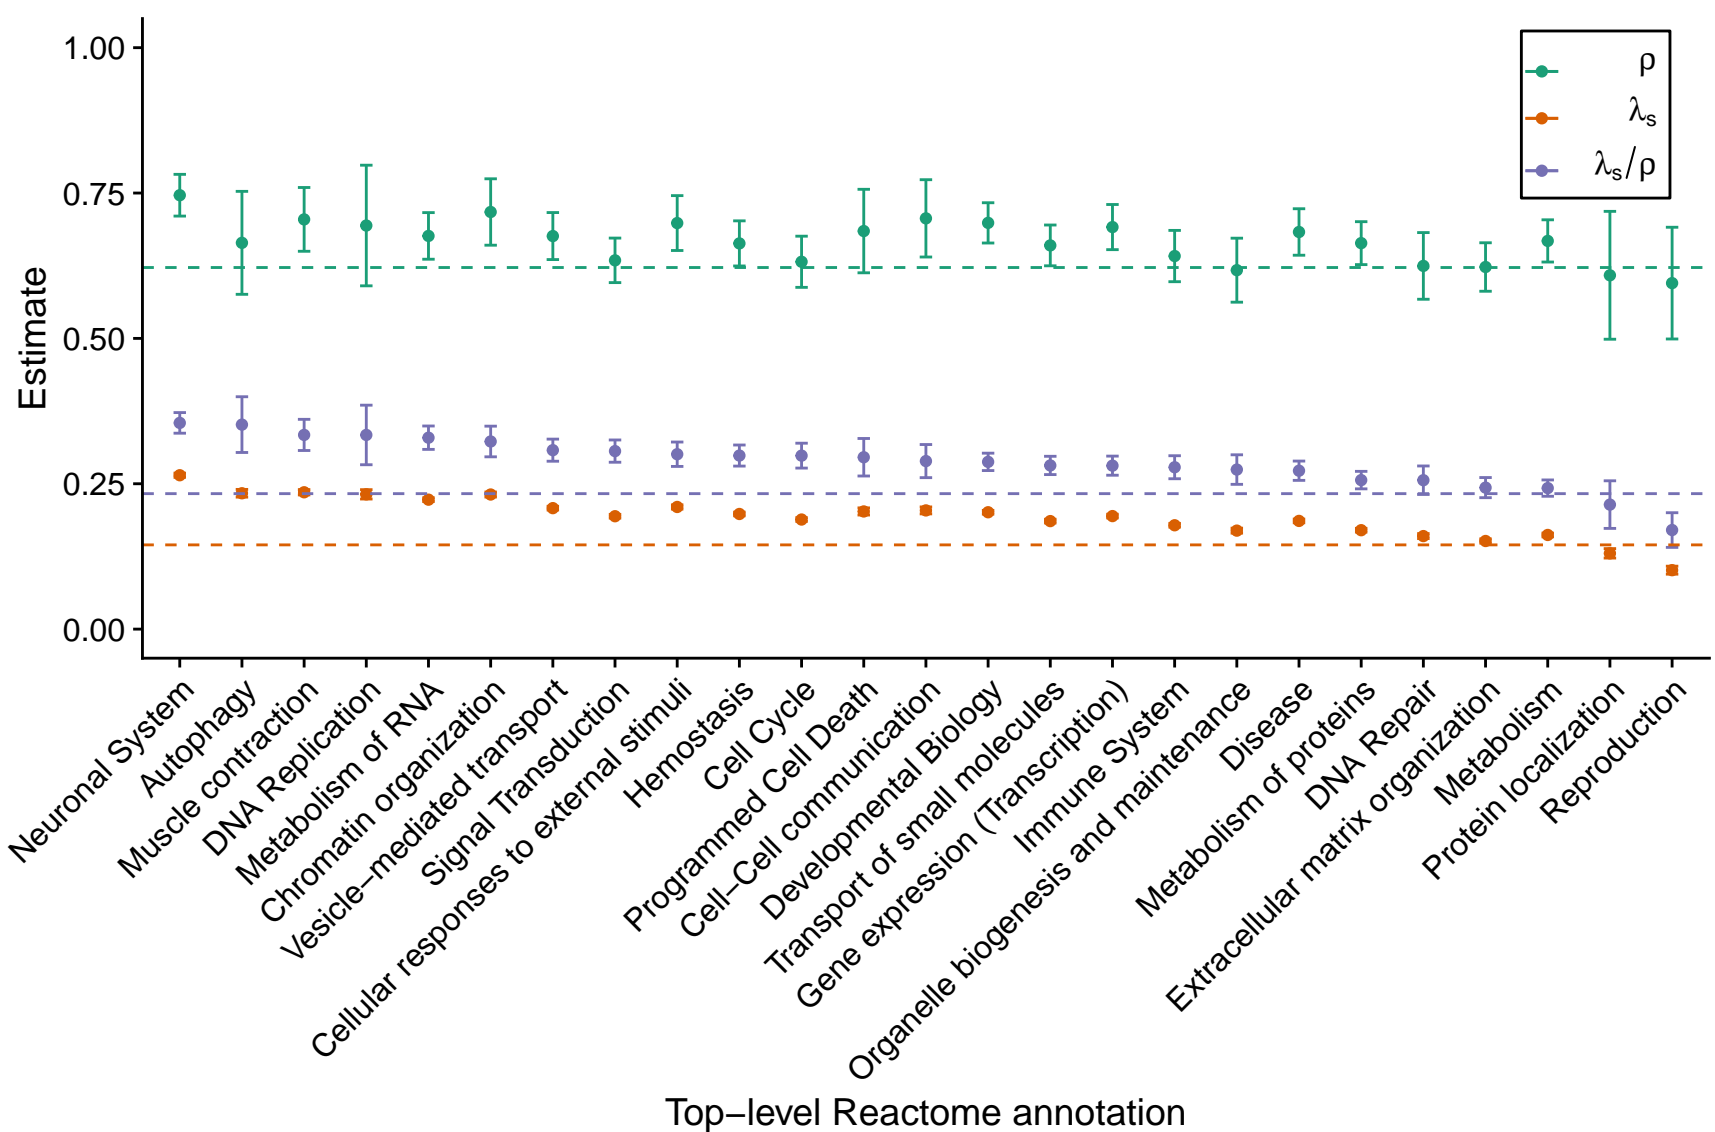 1.00
0.75
0.50
0.25
0.00
Estimate
ρ
λs
λs/ρ
Neuronal System
Autophagy
Muscle contraction
DNA Replication
Metabolism of RNA
Chromatin organization
Vesicle−mediated transport
Signal Transduction
Cellular responses to external stimuli
Hemostasis
Cell Cycle
Programmed Cell Death
Cell−Cell communication
Developmental Biology
Transport of small molecules
Gene expression (Transcription)
Immune System
Organelle biogenesis and maintenance
Disease
Metabolism of proteins
DNA Repair
Extracellular matrix organization
Metabolism
Protein localization
Reproduction
Top−level Reactome annotation